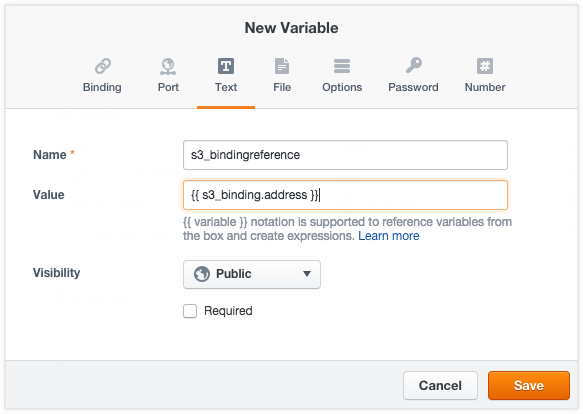 New Variable
Binding Port Text File Options Password Number
Name *
s3_bindingreference
Value
{{ s3_binding.address }}
{{ variable }} notation is supported to reference variables from
the box and create expressions. Learn more
Visibility
Public
Required
Cancel Save